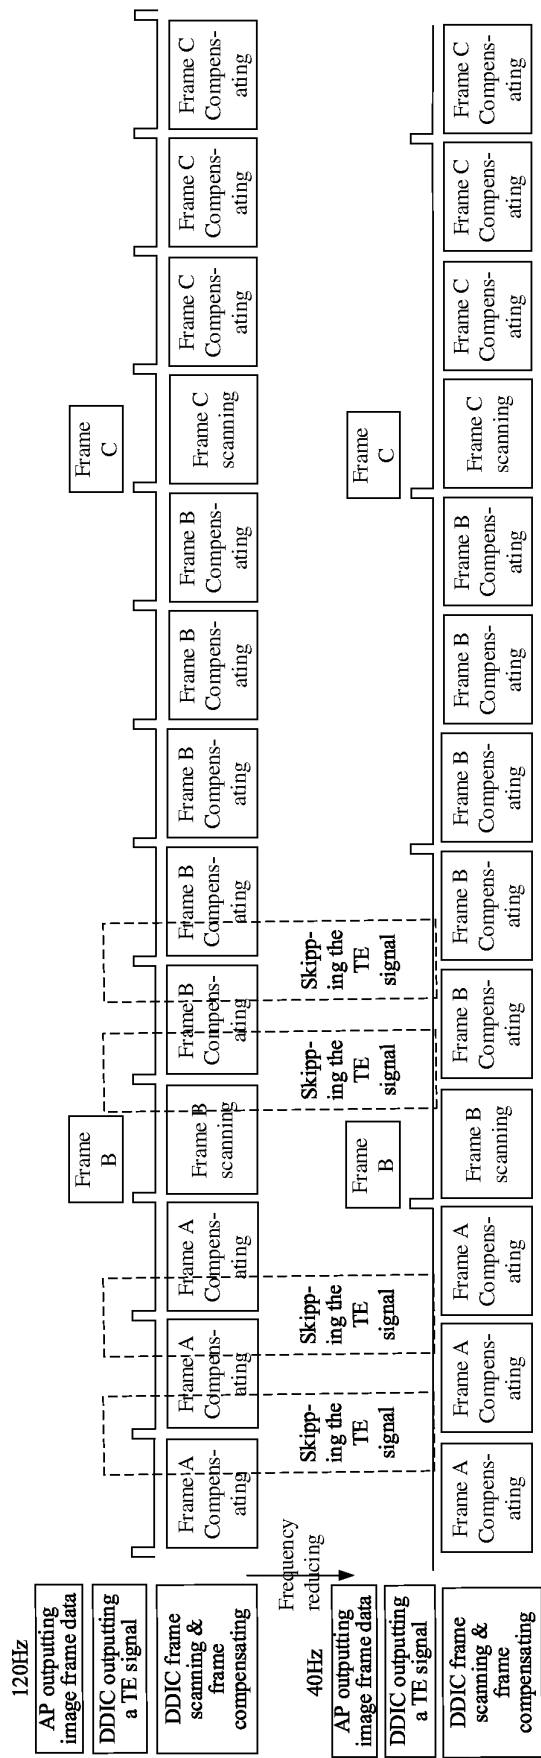 120Hz
AP outputting
image frame data
Frame
B
Frame
C
DDIC outputting
a TE signal
DDIC frame
scanning &
frame
compensating
Frame A
Compens-
ating
Frame A
Compens-
ating
Frame A
Compens-
ating
Frame B
scanning
Frame B
Compens-
ating
Frame B
Compens-
ating
Frame B
Compens-
ating
Frame B
Compens-
ating
Frame B
Compens-
ating
Frame C
scanning
Frame C
Compens-
ating
Frame C
Compens-
ating
Frame C
Compens-
ating
Frequency
reducing
Skipp-
ing the
TE
signal
Skipp-
ing the
TE
signal
Skipp-
ing the
TE
signal
Skipp-
ing the
TE
signal
40Hz
AP outputting
image frame data
Frame
B
Frame
C
DDIC outputting
a TE signal
DDIC frame
scanning &
frame
compensating
Frame A
Compens-
ating
Frame A
Compens-
ating
Frame A
Compens-
ating
Frame B
scanning
Frame B
Compens-
ating
Frame B
Compens-
ating
Frame B
Compens-
ating
Frame B
Compens-
ating
Frame B
Compens-
ating
Frame C
scanning
Frame C
Compens-
ating
Frame C
Compens-
ating
Frame C
Compens-
ating